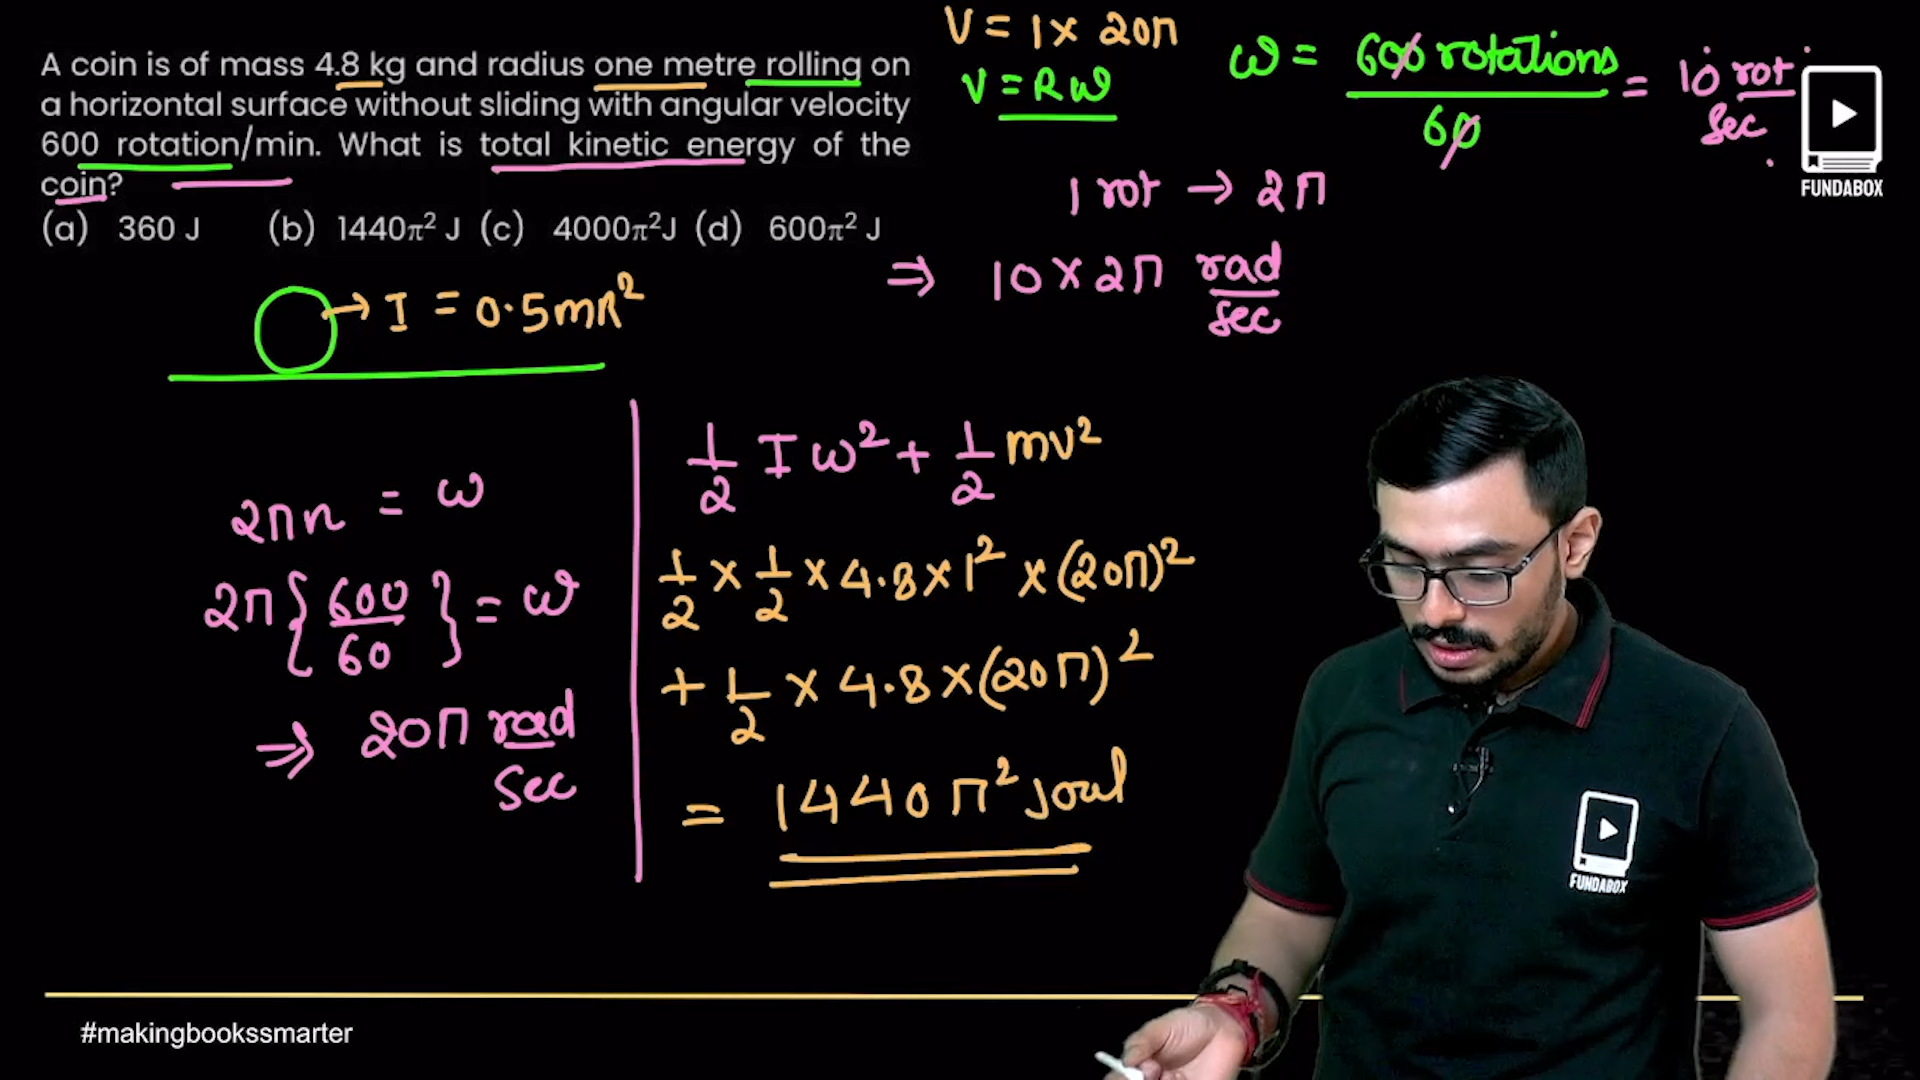 A coin is of mass 4.8 kg and radius one metre rolling on
a horizontal surface without sliding with angular velocity
600 rotation/min. What is total kinetic energy of the
coin?
(a) 360 J (b) 1440π² J (c) 4000π²J (d) 600π² J
V = 1 × 20π
V = Rω
ω = 600 rotations / 60 = 10 rot/sec.
1 rot → 2π
⇒ 10 × 2π rad/sec
FUNDABOX
→ I = 0.5mR²
2πn = ω
2π{600/60} = ω
⇒ 20π rad/sec
1/2 I ω² + 1/2 mv²
1/2 × 1/2 × 4.8 × 1² × (20π)²
+ 1/2 × 4.8 × (20π)²
= 1440 π² joul
FUNDABOX
#makingbookssmarter